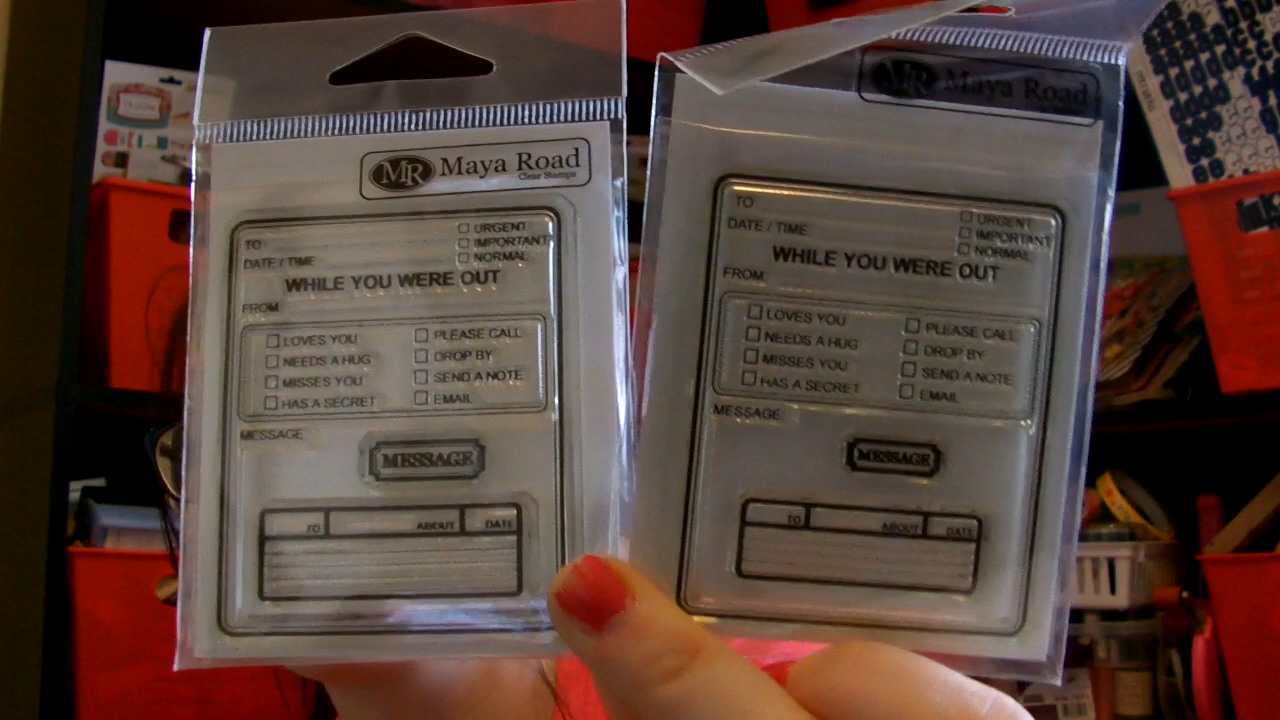 MR Maya Road
Clear Stamps
TO
DATE / TIME
URGENT
IMPORTANT
NORMAL
WHILE YOU WERE OUT
FROM
LOVES YOU
NEEDS A HUG
MISSES YOU
HAS A SECRET
PLEASE CALL
DROP BY
SEND A NOTE
EMAIL
MESSAGE
MESSAGE
TO ABOUT DATE
MR Maya Road
TO
DATE / TIME
URGENT
IMPORTANT
NORMAL
WHILE YOU WERE OUT
FROM
LOVES YOU
NEEDS A HUG
MISSES YOU
HAS A SECRET
PLEASE CALL
DROP BY
SEND A NOTE
EMAIL
MESSAGE
MESSAGE
TO ABOUT DATE